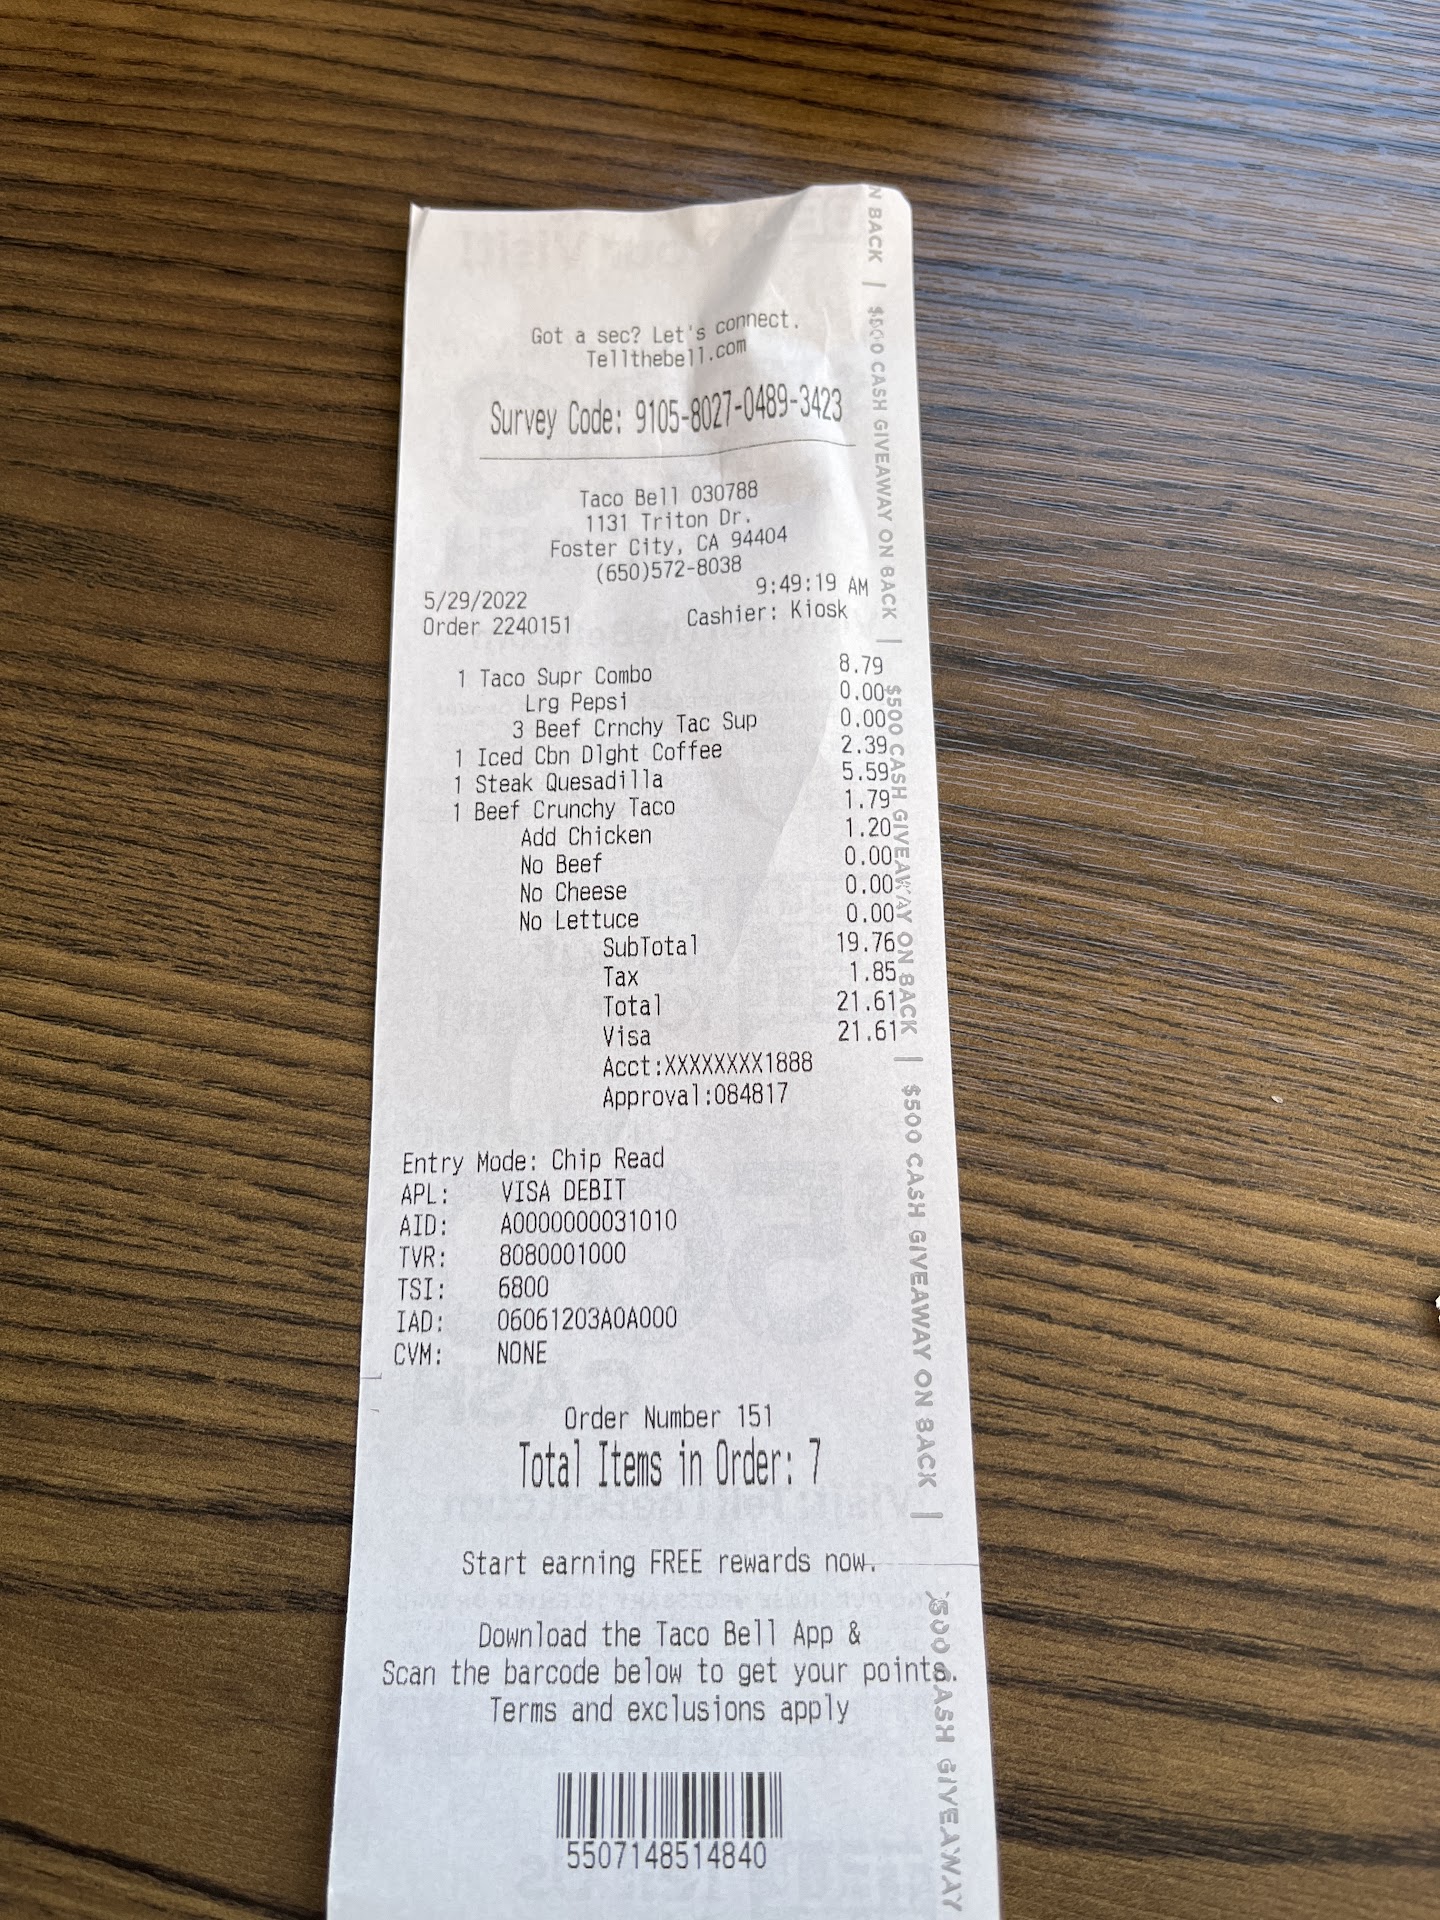 Got a sec? Let's connect.
Tellthebell.com
Survey Code: 9105-8027-0489-3423
Taco Bell 030788
1131 Triton Dr.
Foster City, CA 94404
(650)572-8038
5/29/2022 9:49:19 AM
Order 2240151 Cashier: Kiosk
1 Taco Supr Combo 8.79
Lrg Pepsi 0.00
3 Beef Crnchy Tac Sup 0.00
1 Iced Cbn Dlght Coffee 2.39
1 Steak Quesadilla 5.59
1 Beef Crunchy Taco 1.79
Add Chicken 1.20
No Beef 0.00
No Cheese 0.00
No Lettuce 0.00
SubTotal 19.76
Tax 1.85
Total 21.61
Visa 21.61
Acct:XXXXXXXX1888
Approval:084817
Entry Mode: Chip Read
APL: VISA DEBIT
AID: A0000000031010
TVR: 8080001000
TSI: 6800
IAD: 06061203A0A000
CVM: NONE
Order Number 151
Total Items in Order: 7
Start earning FREE rewards now.
Download the Taco Bell App &
Scan the barcode below to get your points.
Terms and exclusions apply
5507148514840
N BACK | $500 CASH GIVEAWAY ON BACK | $500 CASH GIVEAWAY ON BACK | $500 CASH GIVEAWAY ON BACK | $500 CASH GIVEAWAY